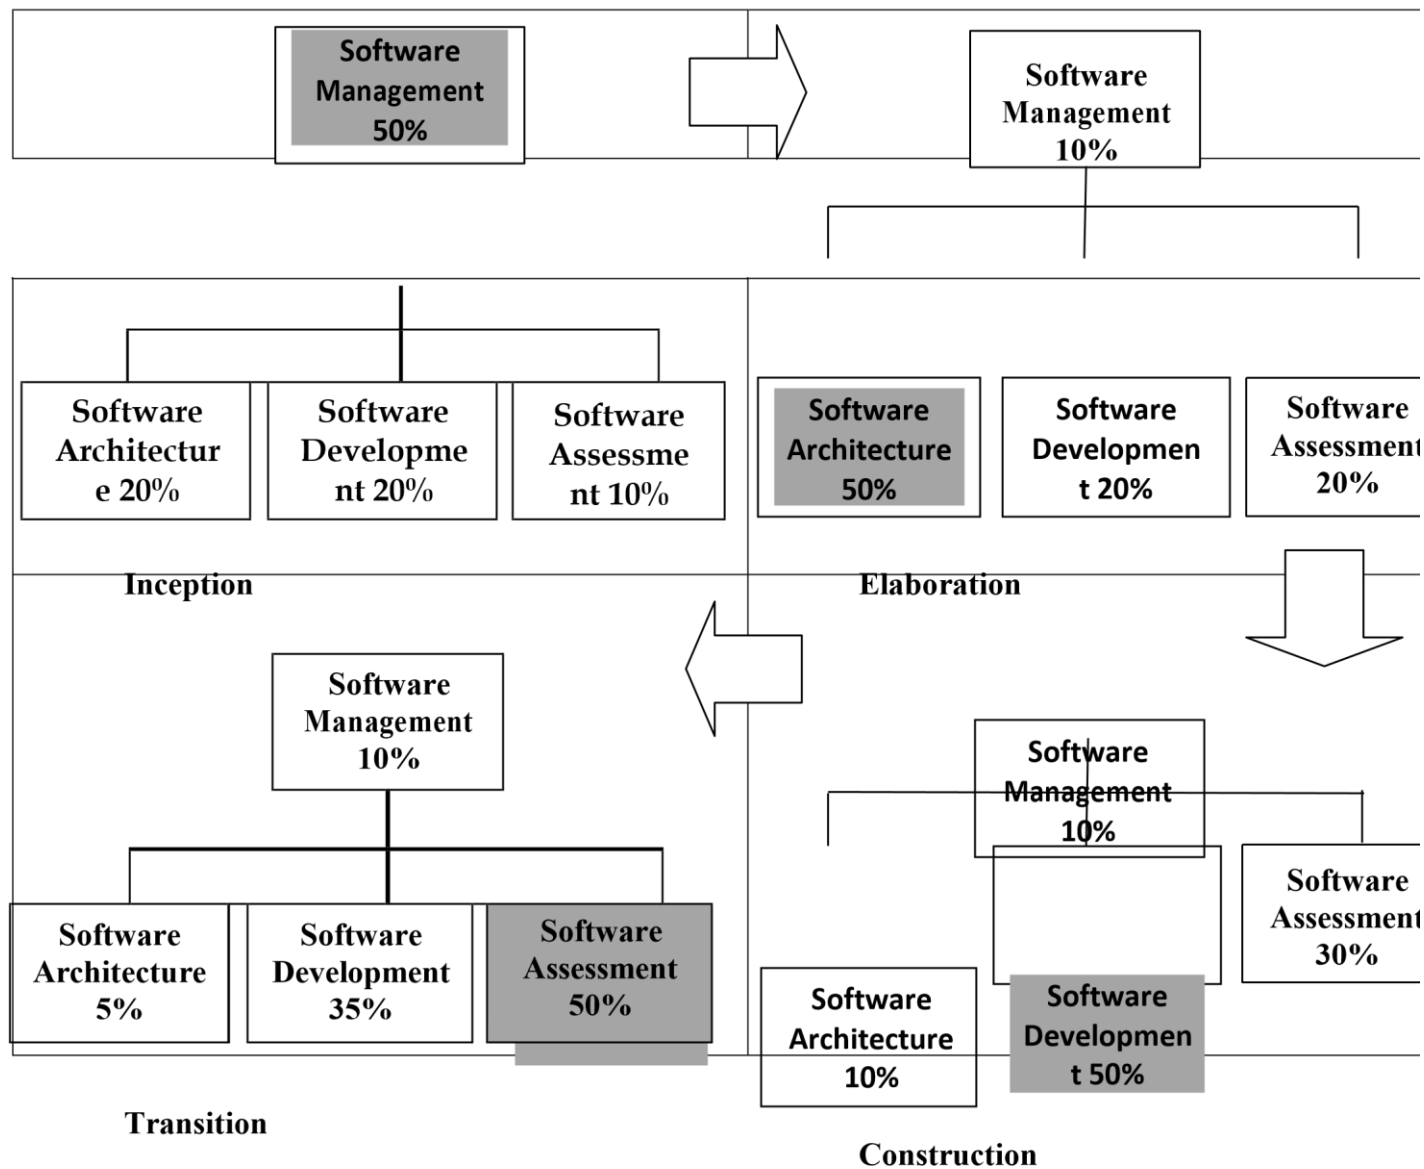 Software
Management
50%
Software
Management
10%
Software
Architectur
e 20%
Software
Developme
nt 20%
Software
Assessme
nt 10%
Software
Architecture
50%
Software
Developmen
t 20%
Software
Assessment
20%
Inception
Elaboration
Software
Management
10%
Software
Management
10%
Software
Architecture
5%
Software
Development
35%
Software
Assessment
50%
Software
Architecture
10%
Software
Developmen
t 50%
Software
Assessment
30%
Transition
Construction